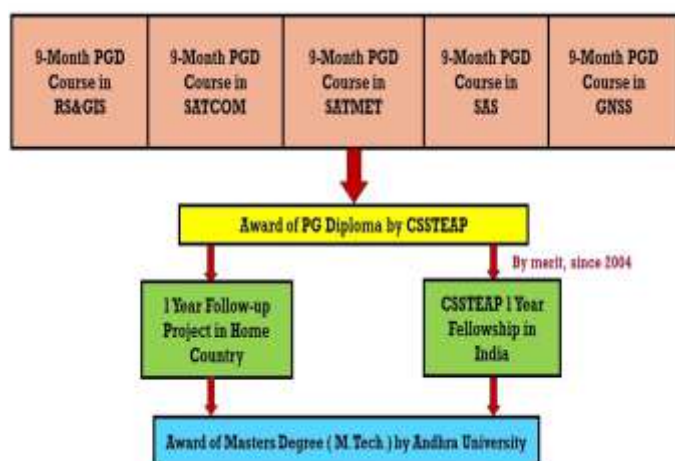 9-Month PGD
Course in
RS&GIS
9-Month PGD
Course in
SATCOM
9-Month PGD
Course in
SATMET
9-Month PGD
Course in
SAS
9-Month PGD
Course in
GNSS
Award of PG Diploma by CSSTEAP
By merit, since 2004
1 Year Follow-up
Project in Home
Country
CSSTEAP 1 Year
Fellowship in
India
Award of Masters Degree ( M.Tech.) by Andhra University